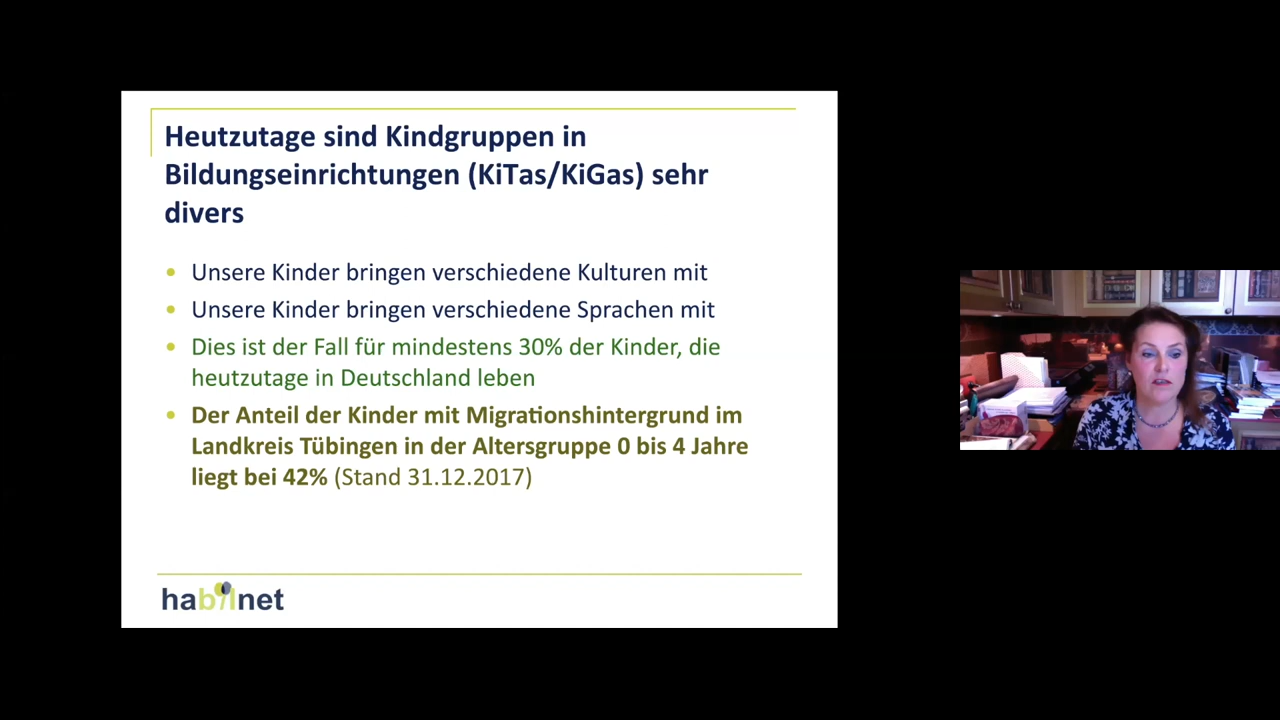 Heutzutage sind Kindgruppen in
Bildungseinrichtungen (KiTas/KiGas) sehr
divers
• Unsere Kinder bringen verschiedene Kulturen mit
• Unsere Kinder bringen verschiedene Sprachen mit
• Dies ist der Fall für mindestens 30% der Kinder, die
heutzutage in Deutschland leben
• Der Anteil der Kinder mit Migrationshintergrund im
Landkreis Tübingen in der Altersgruppe 0 bis 4 Jahre
liegt bei 42% (Stand 31.12.2017)
habilnet